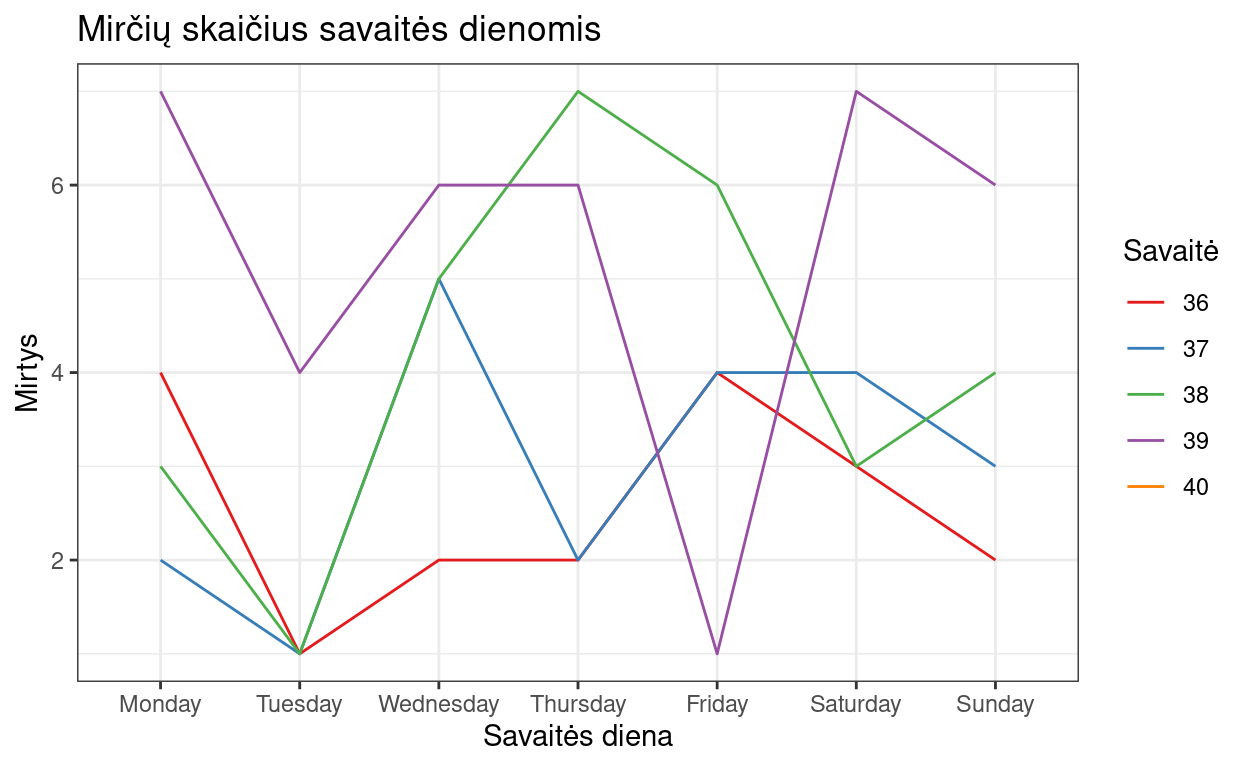 Mirčių skaičius savaitės dienomis
Mirtys
6
4
2
Monday Tuesday Wednesday Thursday Friday Saturday Sunday
Savaitės diena
Savaitė
36
37
38
39
40